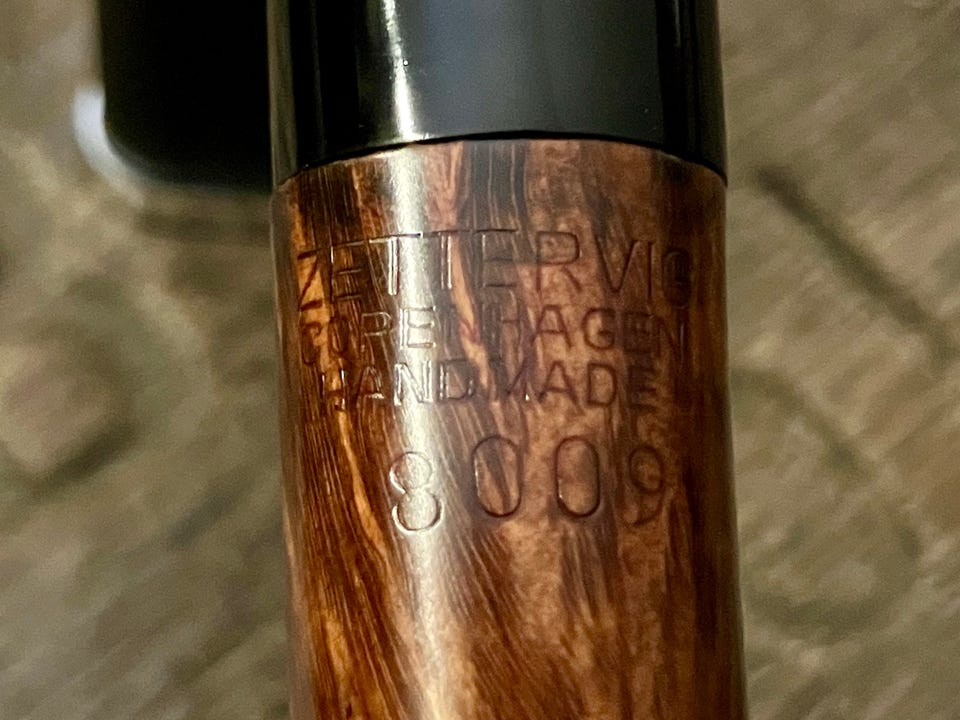 ZETTERVIG
COPENHAGEN
HANDMADE
8009